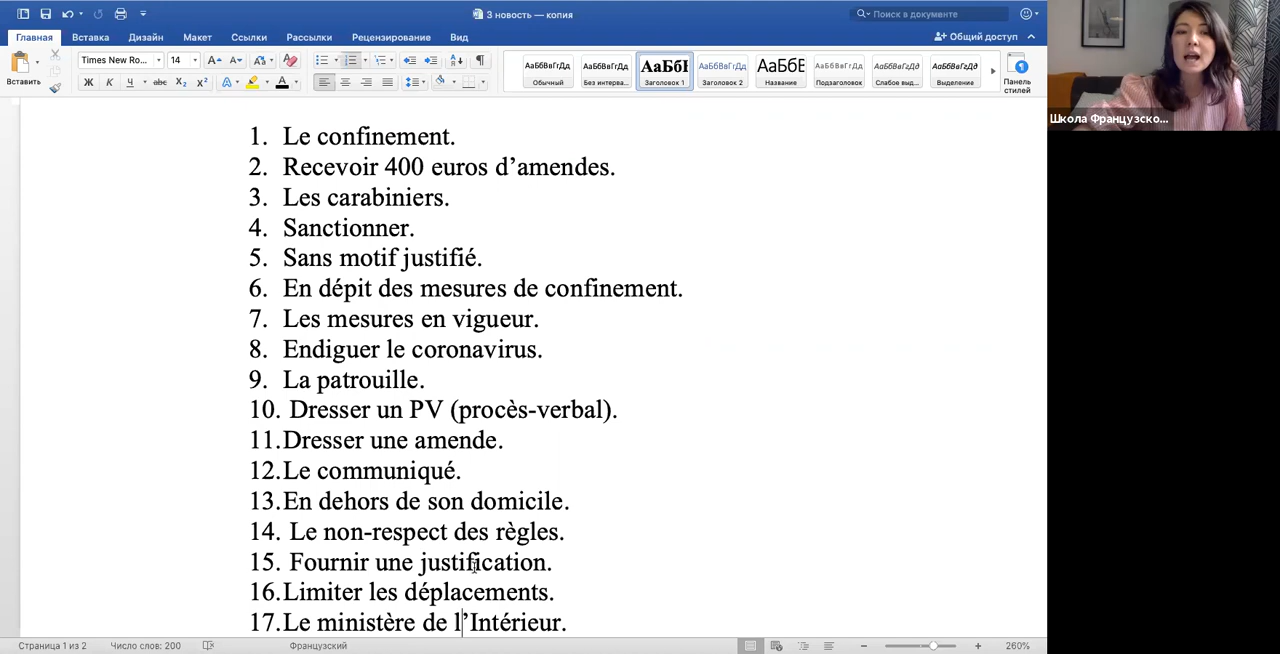 3 новость — копия
Поиск в документе
Главная Вставка Дизайн Макет Ссылки Рассылки Рецензирование Вид
Общий доступ
Вставить
Times New Ro... 14
Ж К Ч abc X₂ X²
АаБбВвГгДд АаБбВвГгДд АаБбІ АаБбВвГгДд АаБбЕ АаБбВвГгДд АаБбВвГгДд АаБбВвГгДд
Обычный Без интерва... Заголовок 1 Заголовок 2 Название Подзаголовок Слабое выд... Выделение
Панель стилей
Школа Французско...
1. Le confinement.
2. Recevoir 400 euros d’amendes.
3. Les carabiniers.
4. Sanctionner.
5. Sans motif justifié.
6. En dépit des mesures de confinement.
7. Les mesures en vigueur.
8. Endiguer le coronavirus.
9. La patrouille.
10. Dresser un PV (procès-verbal).
11. Dresser une amende.
12. Le communiqué.
13. En dehors de son domicile.
14. Le non-respect des règles.
15. Fournir une justification.
16. Limiter les déplacements.
17. Le ministère de l’Intérieur.
Страница 1 из 2 Число слов: 200 Французский 260%